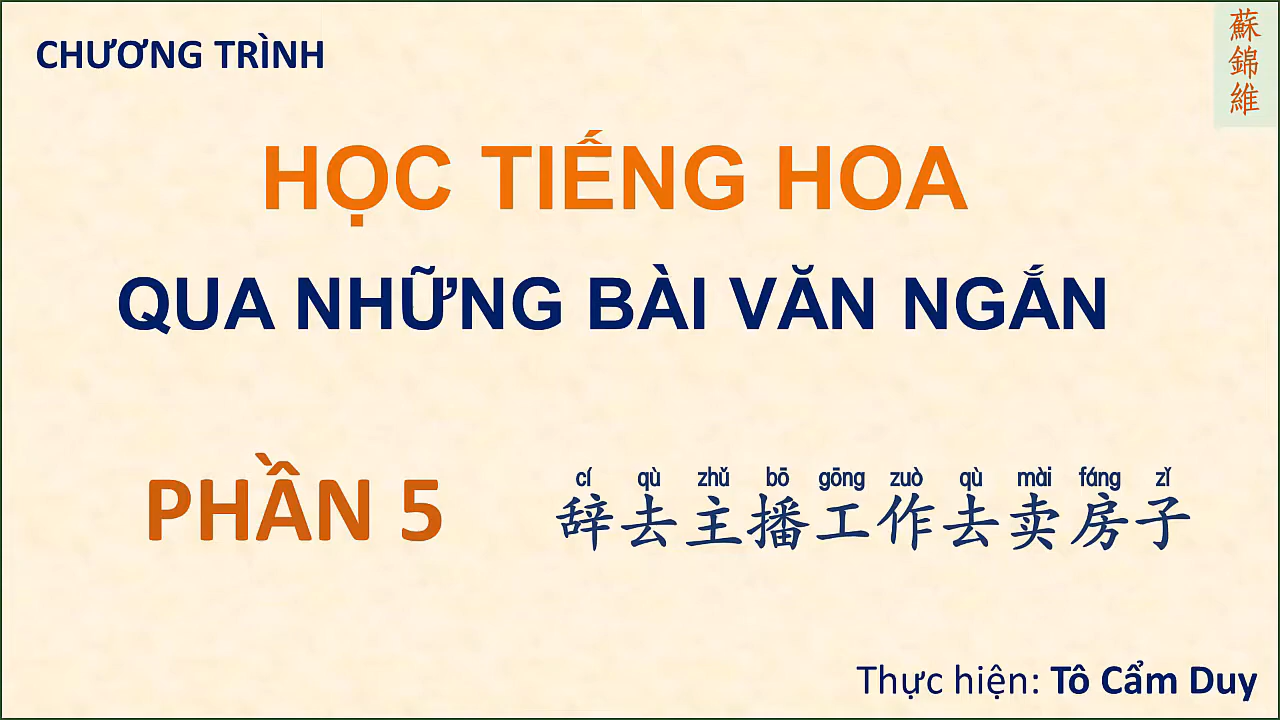 CHƯƠNG TRÌNH
蘇錦維
HỌC TIẾNG HOA
QUA NHỮNG BÀI VĂN NGẮN
PHẦN 5
cí qù zhǔ bō gōng zuò qù mài fáng zǐ
辞去主播工作去卖房子
Thực hiện: Tô Cẩm Duy